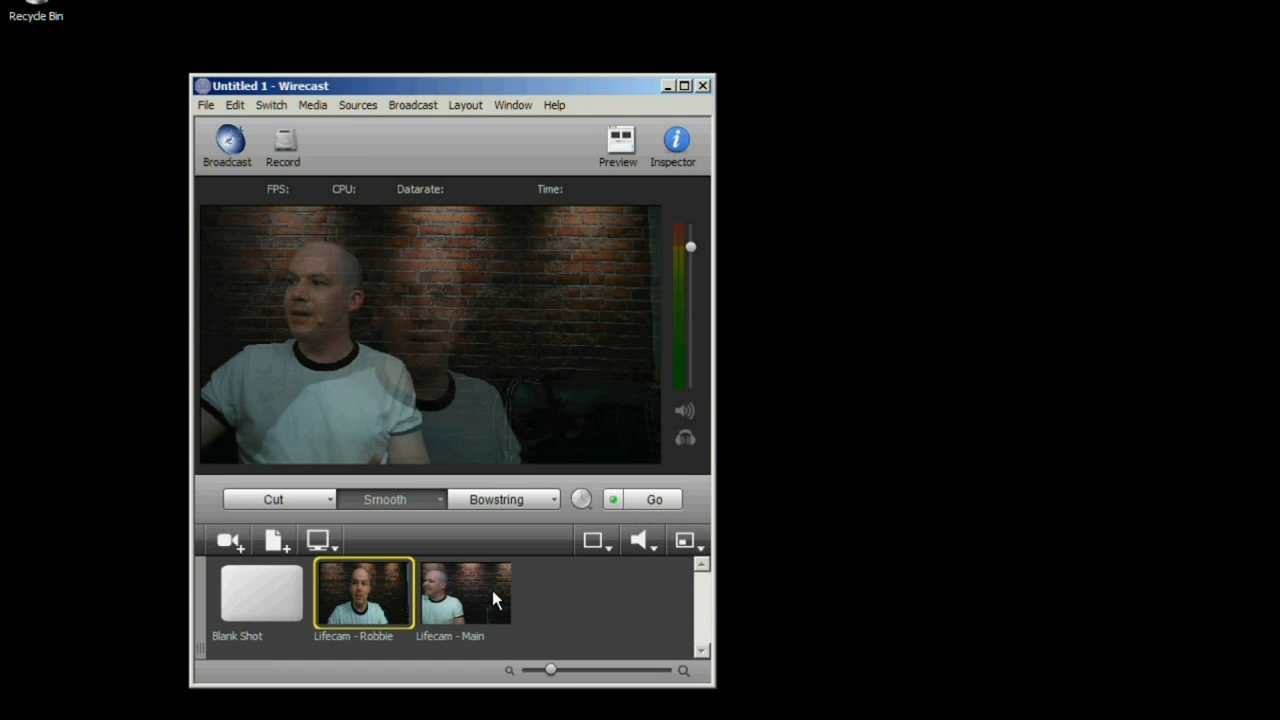 Recycle Bin
Untitled 1 - Wirecast
File Edit Switch Media Sources Broadcast Layout Window Help
Broadcast Record Preview Inspector
FPS: CPU: Datarate: Time:
Cut Smooth Bowstring Go
Blank Shot Lifecam - Robbie Lifecam - Main